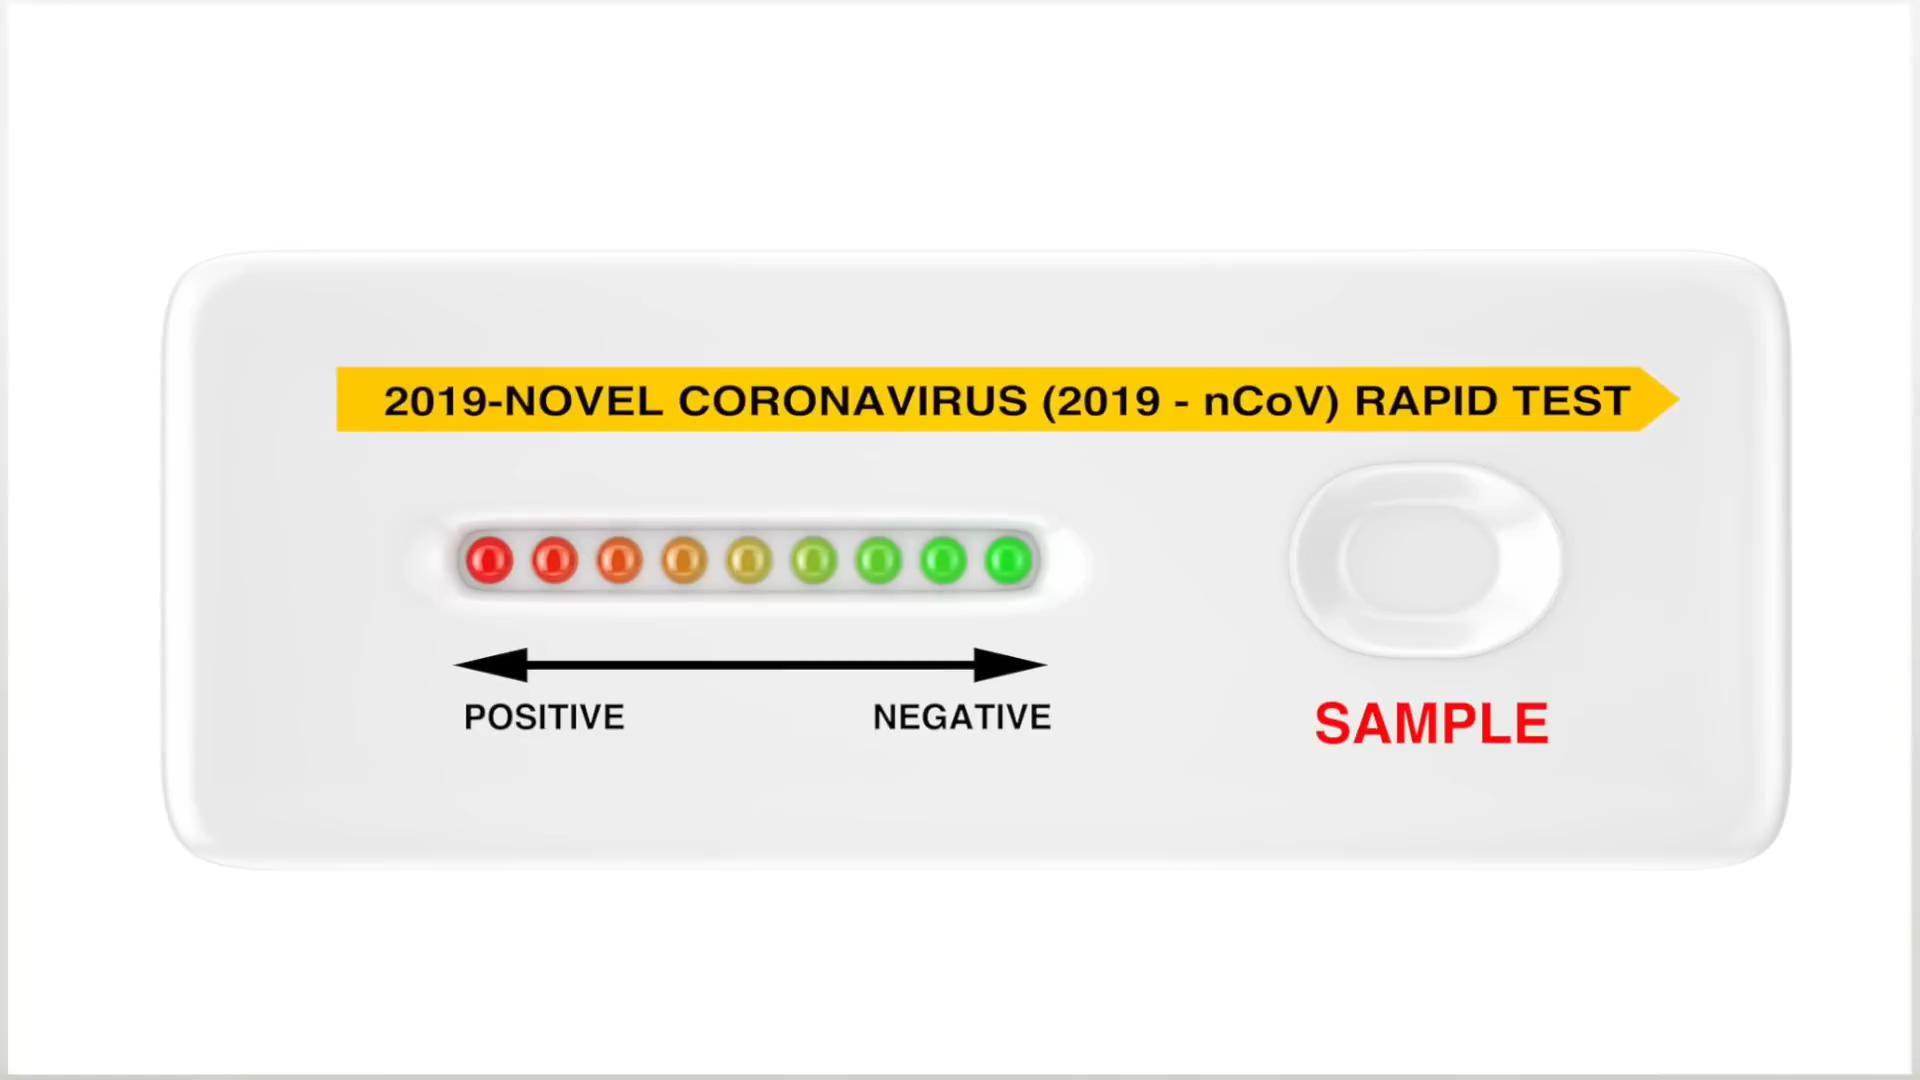 2019-NOVEL CORONAVIRUS (2019 - nCoV) RAPID TEST
POSITIVE
NEGATIVE
SAMPLE